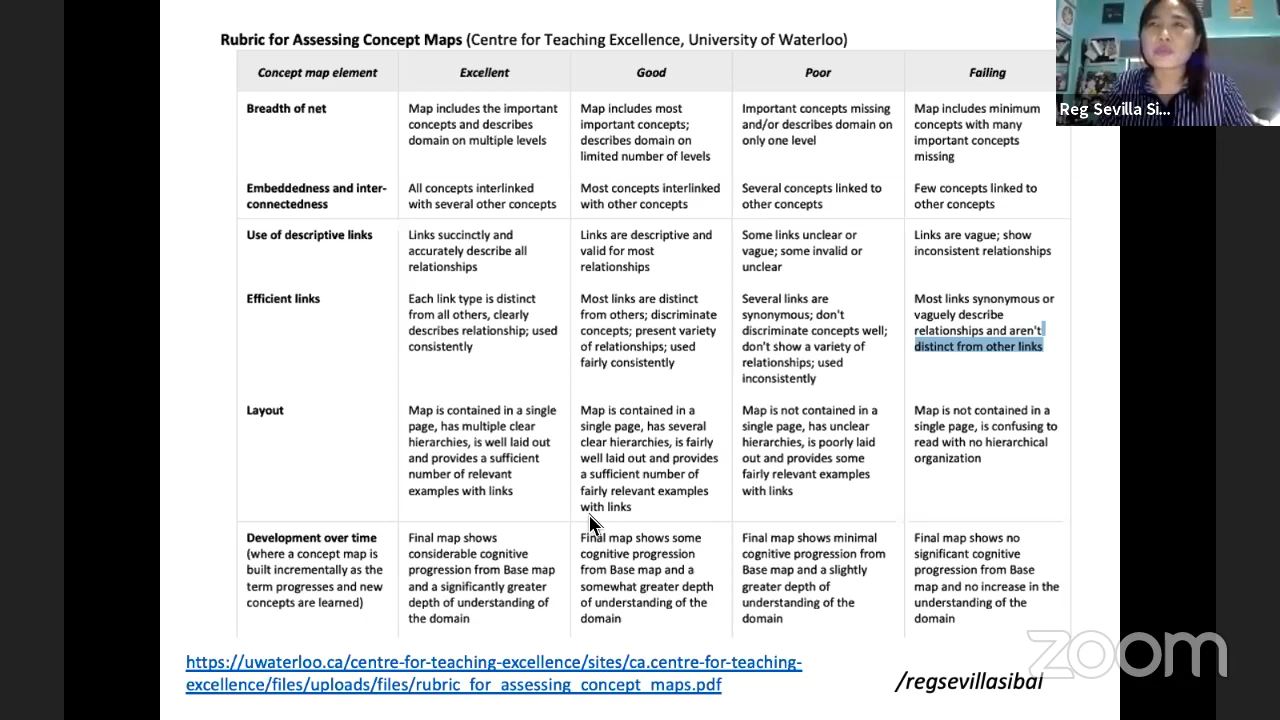 Rubric for Assessing Concept Maps (Centre for Teaching Excellence, University of Waterloo)
Reg Sevilla Si...
Concept map element Excellent Good Poor Failing
Breadth of net
Map includes the important
concepts and describes
domain on multiple levels
Map includes most
important concepts;
describes domain on
limited number of levels
Important concepts missing
and/or describes domain on
only one level
Map includes minimum
concepts with many
important concepts
missing
Embeddedness and inter-
connectedness
All concepts interlinked
with several other concepts
Most concepts interlinked
with other concepts
Several concepts linked to
other concepts
Few concepts linked to
other concepts
Use of descriptive links
Links succinctly and
accurately describe all
relationships
Links are descriptive and
valid for most
relationships
Some links unclear or
vague; some invalid or
unclear
Links are vague; show
inconsistent relationships
Efficient links
Each link type is distinct
from all others, clearly
describes relationship; used
consistently
Most links are distinct
from others; discriminate
concepts; present variety
of relationships; used
fairly consistently
Several links are
synonymous; don't
discriminate concepts well;
don't show a variety of
relationships; used
inconsistently
Most links synonymous or
vaguely describe
relationships and aren't
distinct from other links
Layout
Map is contained in a single
page, has multiple clear
hierarchies, is well laid out
and provides a sufficient
number of relevant
examples with links
Map is contained in a
single page, has several
clear hierarchies, is fairly
well laid out and provides
a sufficient number of
fairly relevant examples
with links
Map is not contained in a
single page, has unclear
hierarchies, is poorly laid
out and provides some
fairly relevant examples
with links
Map is not contained in a
single page, is confusing to
read with no hierarchical
organization
Development over time
(where a concept map is
built incrementally as the
term progresses and new
concepts are learned)
Final map shows
considerable cognitive
progression from Base map
and a significantly greater
depth of understanding of
the domain
Final map shows some
cognitive progression
from Base map and a
somewhat greater depth
of understanding of the
domain
Final map shows minimal
cognitive progression from
Base map and a slightly
greater depth of
understanding of the
domain
Final map shows no
significant cognitive
progression from Base
map and no increase in the
understanding of the
domain
https://uwaterloo.ca/centre-for-teaching-excellence/sites/ca.centre-for-teaching-
excellence/files/uploads/files/rubric_for_assessing_concept_maps.pdf
/regsevillasibal
zoom